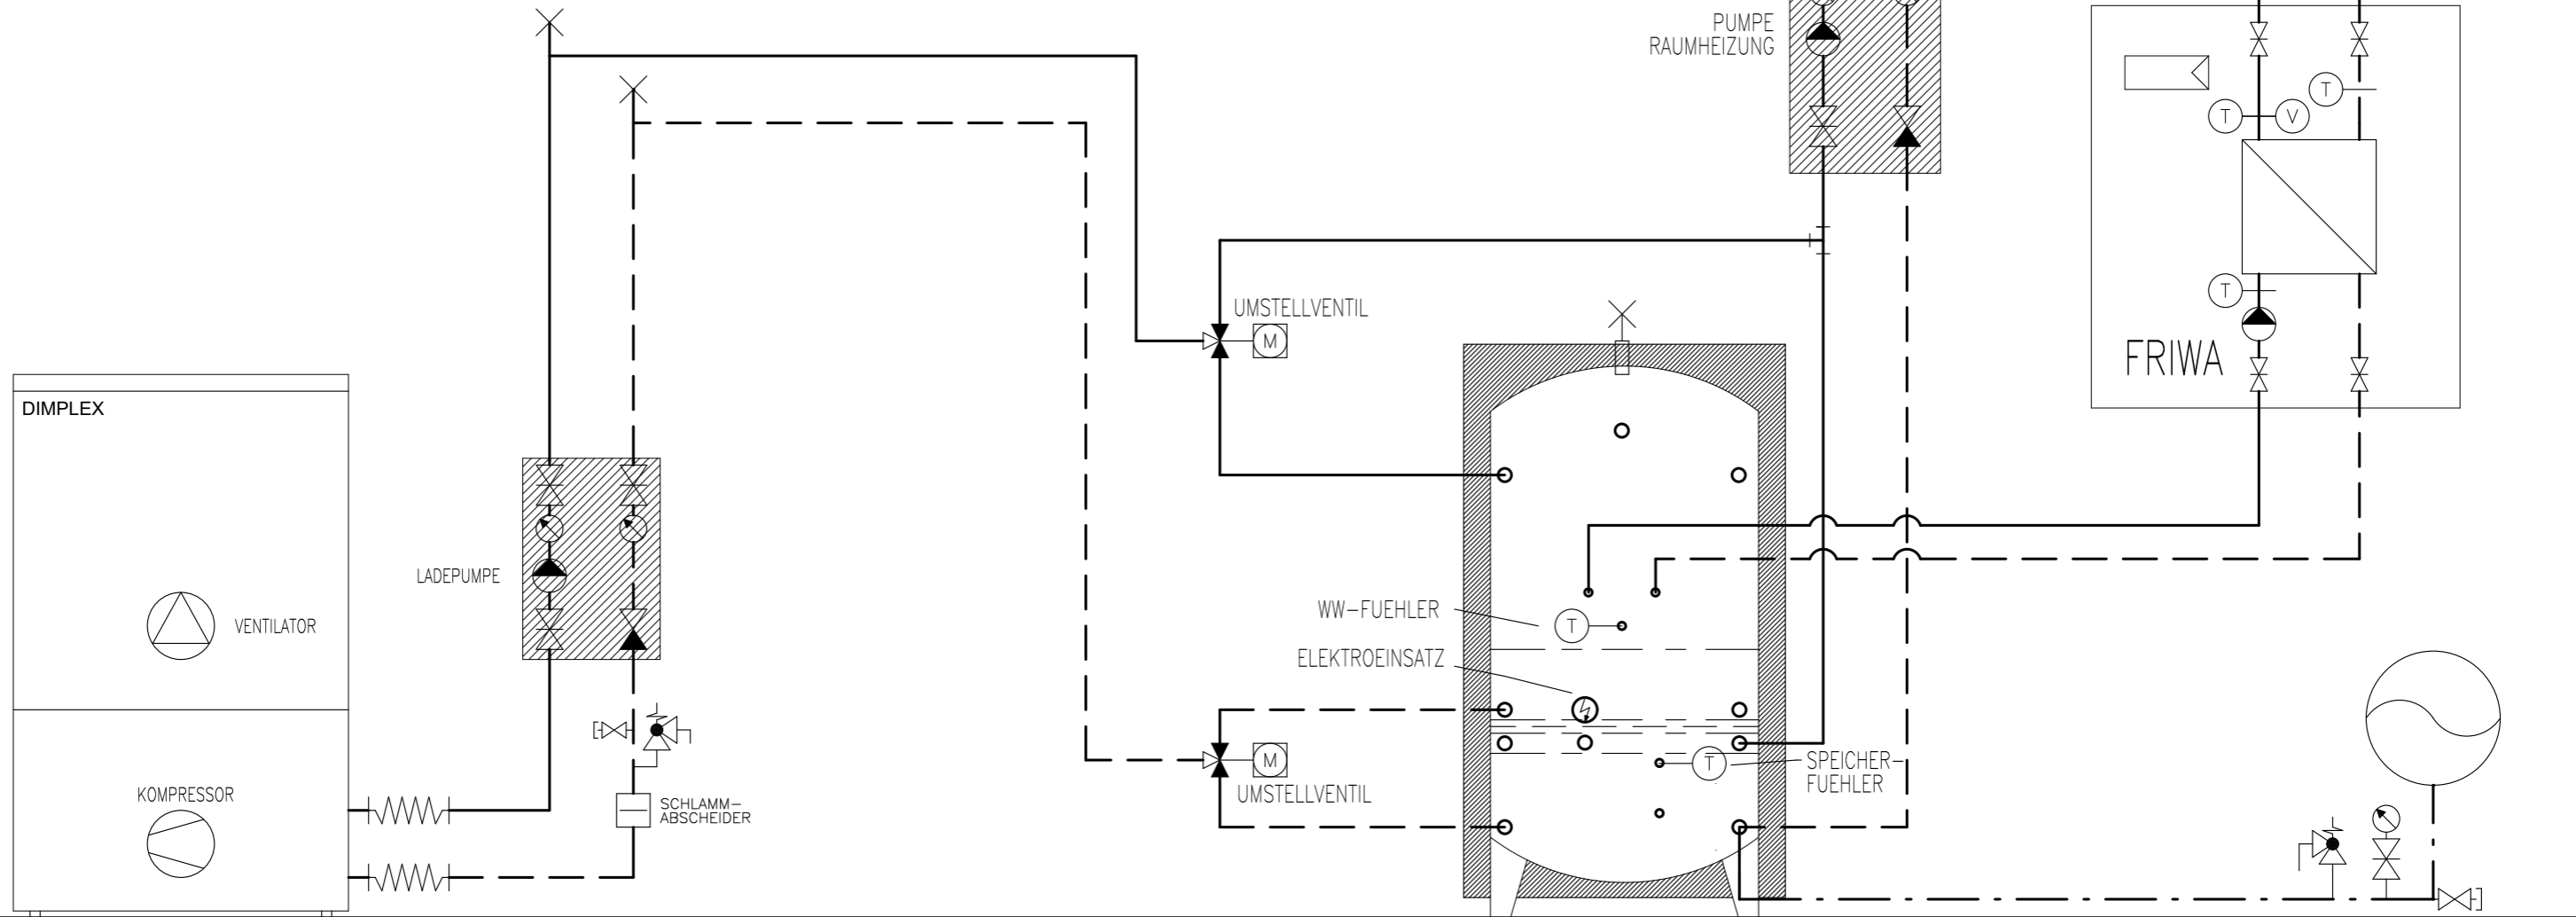 PUMPE
RAUMHEIZUNG
T
T
V
UMSTELLVENTIL
M
T
FRIWA
DIMPLEX
LADEPUMPE
VENTILATOR
WW-FUEHLER
T
ELEKTROEINSATZ
M
UMSTELLVENTIL
T
SPEICHER-
FUEHLER
KOMPRESSOR
SCHLAMM-
ABSCHEIDER